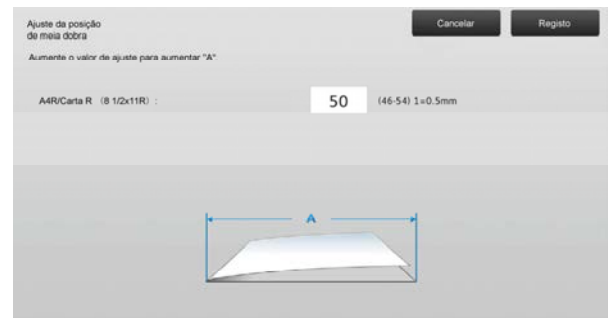 Ajuste da posição
de meia dobra
Cancelar
Registo
Aumente o valor de ajuste para aumentar "A"
A4R/Carta R (8 1/2x11R) :
50
(46-54) 1=0.5mm
A